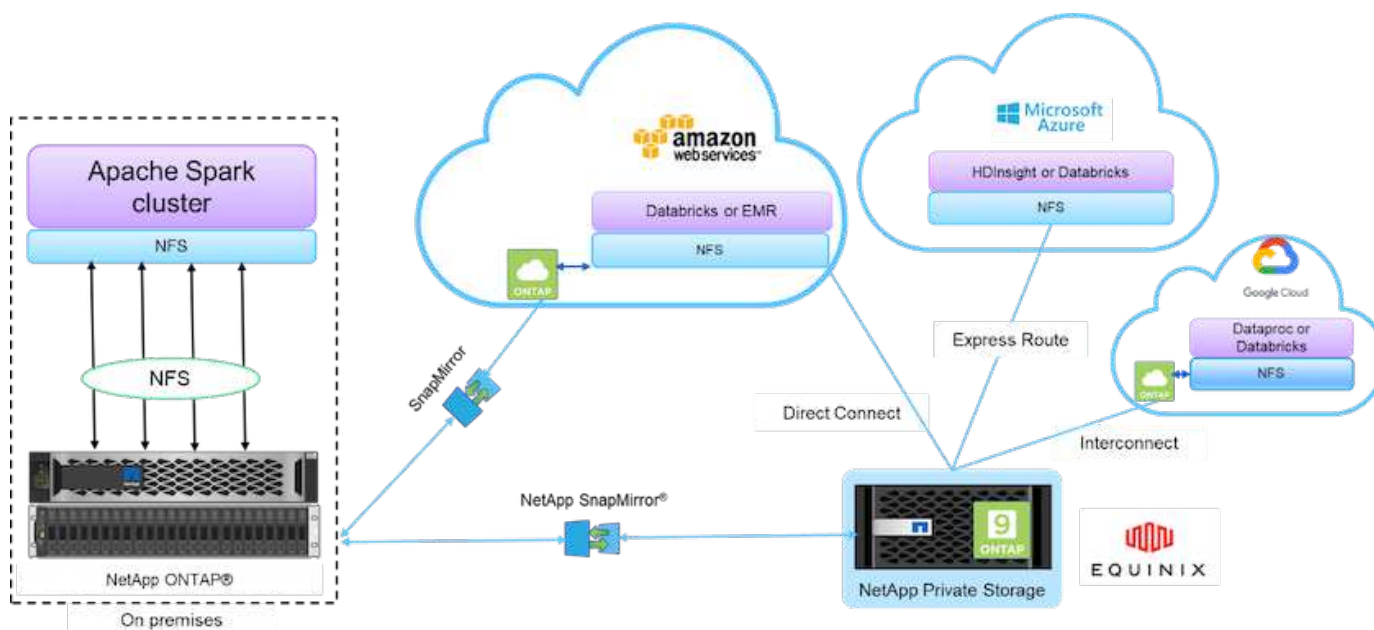 Apache Spark
cluster
NFS
NFS
NetApp ONTAP®
On premises
SnapMirror
NetApp SnapMirror®
amazon
webservices™
Databricks or EMR
NFS
ONTAP
Microsoft
Azure
HDInsight or Databricks
NFS
Google Cloud
Dataproc or
Databricks
NFS
ONTAP
Express Route
Direct Connect
Interconnect
9
ONTAP
NetApp Private Storage
EQUINIX